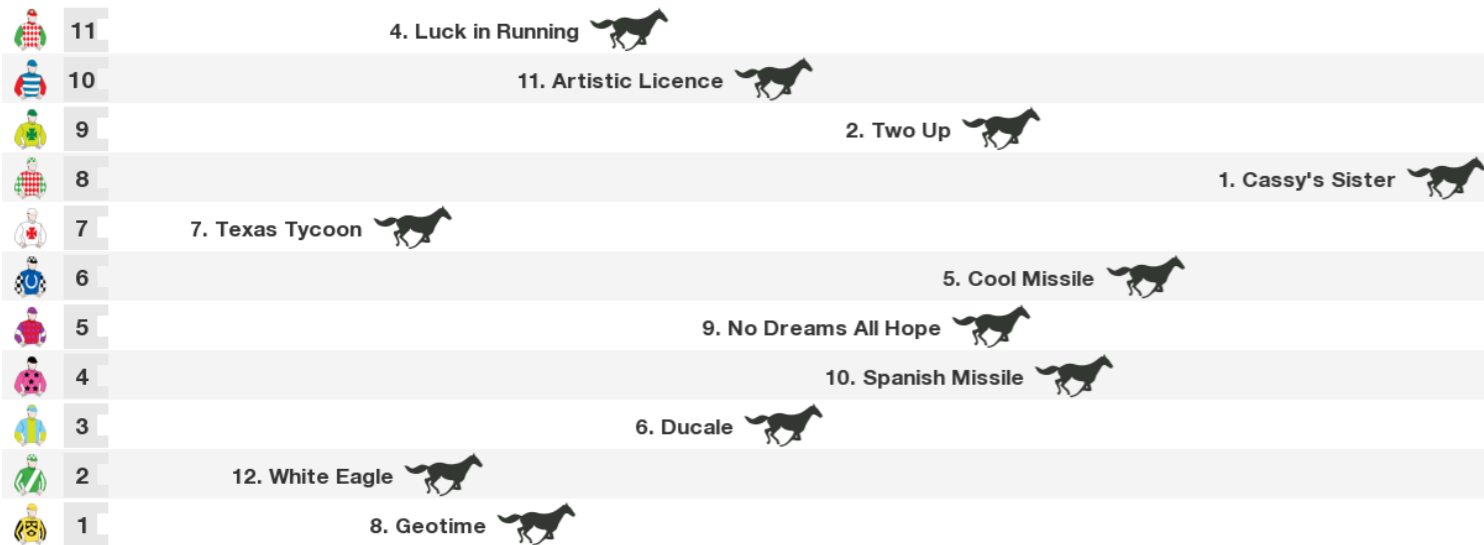 11 4. Luck in Running
10 11. Artistic Licence
9 2. Two Up
8 1. Cassy's Sister
7 7. Texas Tycoon
6 5. Cool Missile
5 9. No Dreams All Hope
4 10. Spanish Missile
3 6. Ducale
2 12. White Eagle
1 8. Geotime